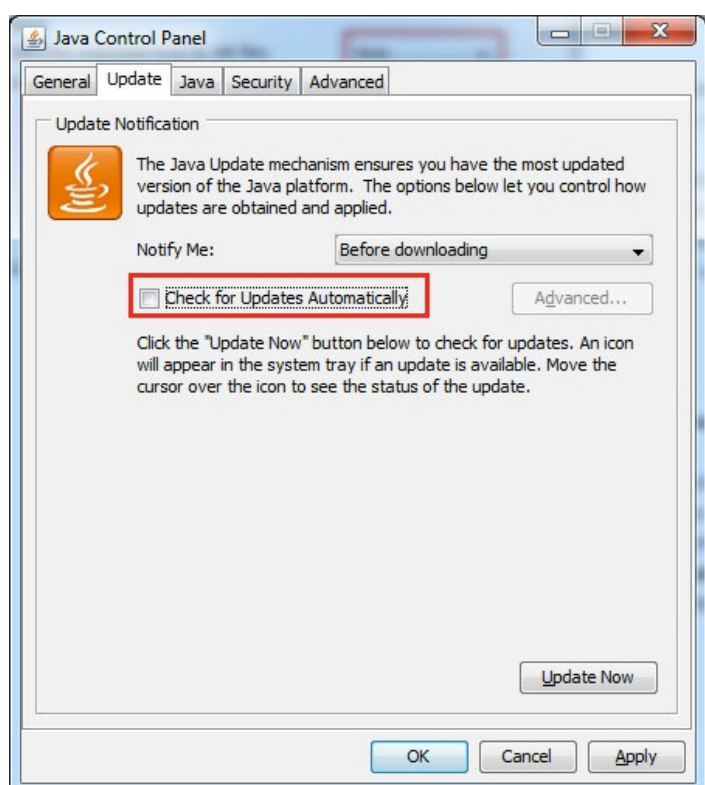 Java Control Panel
General Update Java Security Advanced
Update Notification
The Java Update mechanism ensures you have the most updated
version of the Java platform. The options below let you control how
updates are obtained and applied.
Notify Me: Before downloading
Check for Updates Automatically Advanced...
Click the "Update Now" button below to check for updates. An icon
will appear in the system tray if an update is available. Move the
cursor over the icon to see the status of the update.
Update Now
OK Cancel Apply